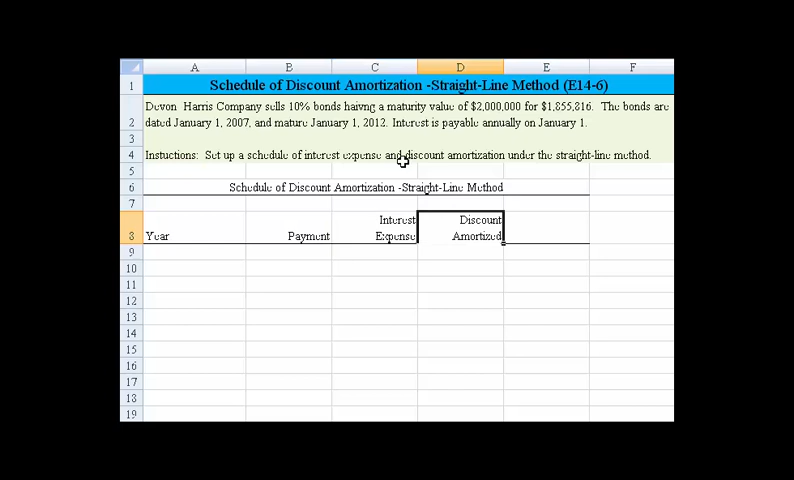 A B C D E F
1 Schedule of Discount Amortization -Straight-Line Method (E14-6)
Devon Harris Company sells 10% bonds haivng a maturity value of $2,000,000 for $1,855,816. The bonds are
2 dated January 1, 2007, and mature January 1, 2012. Interest is payable annually on January 1.
3
4 Instuctions: Set up a schedule of interest expense and discount amortization under the straight-line method.
5
6 Schedule of Discount Amortization -Straight-Line Method
7
Interest Discount
8 Year Payment Expense Amortized
9
10
11
12
13
14
15
16
17
18
19